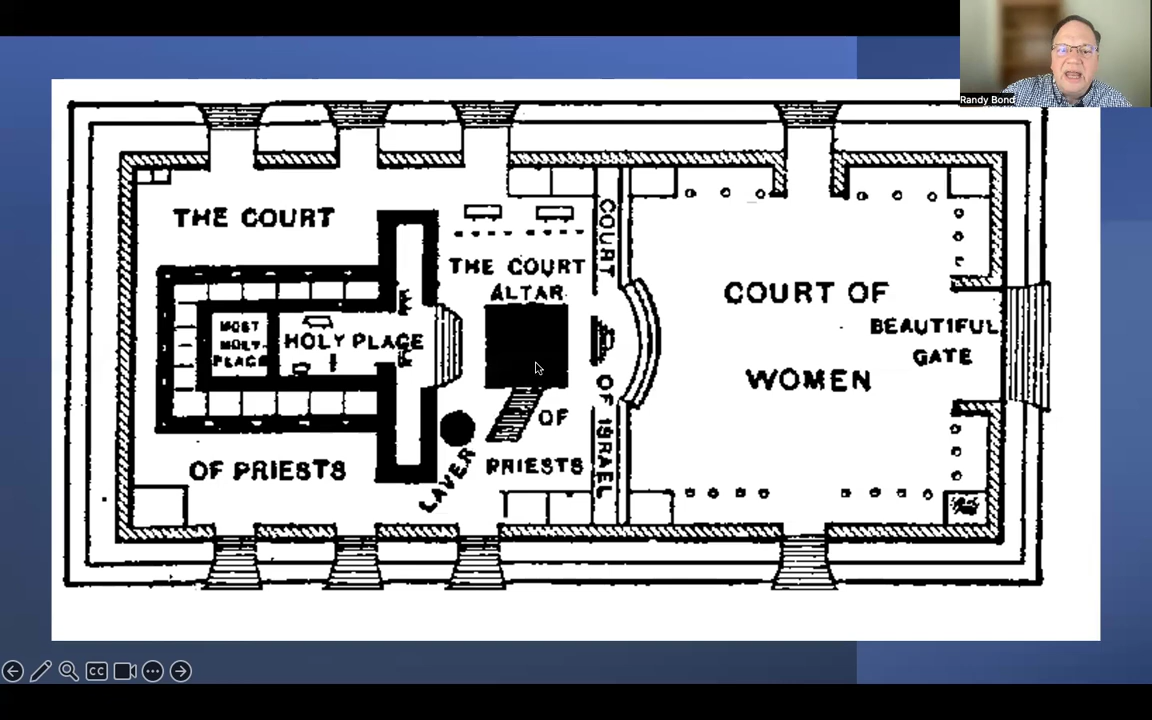 Randy Bond
THE COURT
COURT
THE COURT
ALTAR
COURT OF
BEAUTIFUL
GATE
MOST
HOLY
PLACE
HOLY PLACE
WOMEN
OF
OF ISRAEL
OF PRIESTS
PRIESTS
LAVER
CC